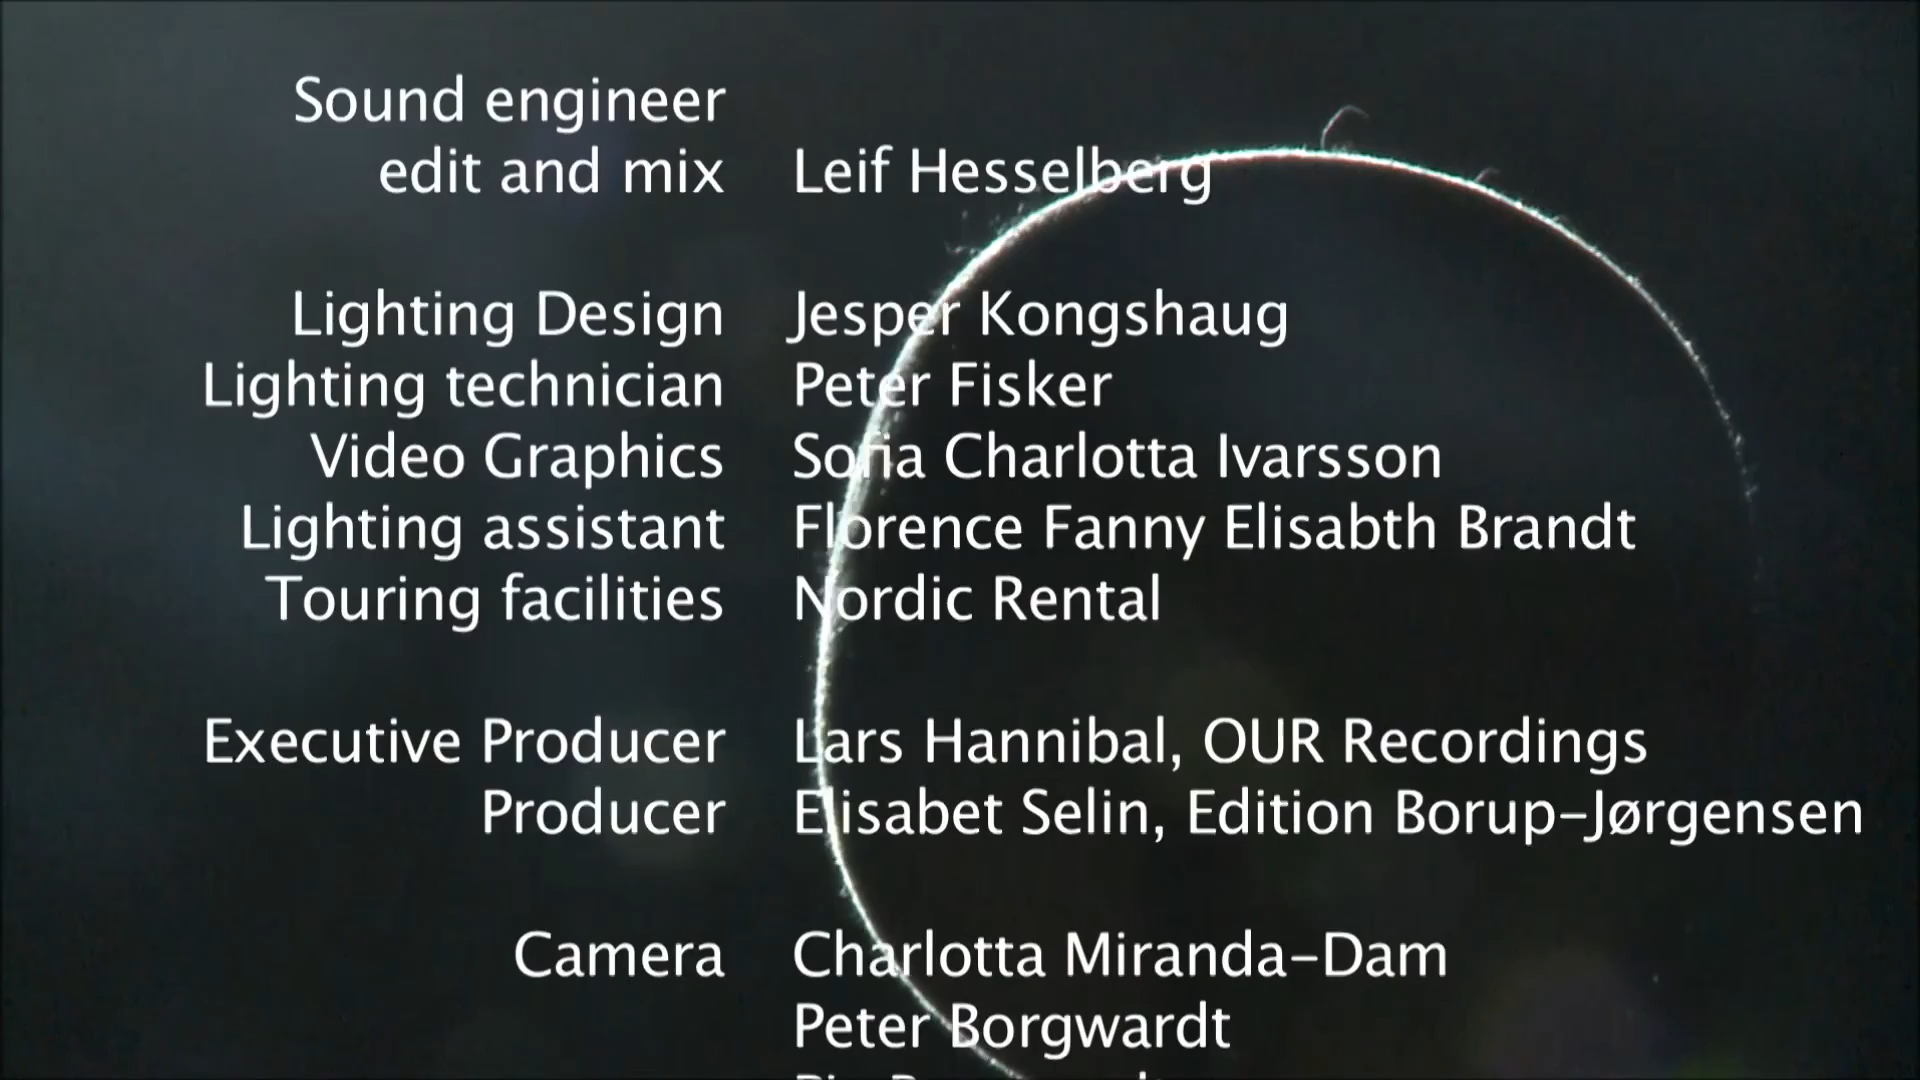 Sound engineer
edit and mix Leif Hesselberg
Lighting Design Jesper Kongshaug
Lighting technician Peter Fisker
Video Graphics Sofia Charlotta Ivarsson
Lighting assistant Florence Fanny Elisabth Brandt
Touring facilities Nordic Rental
Executive Producer Lars Hannibal, OUR Recordings
Producer Elisabet Selin, Edition Borup-Jørgensen
Camera Charlotta Miranda-Dam
Peter Borgwardt